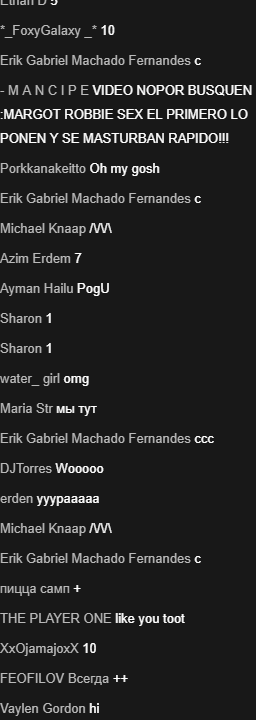 Ethan D 5
*_FoxyGalaxy _* 10
Erik Gabriel Machado Fernandes c
- M A N C I P E VIDEO NOPOR BUSQUEN
:MARGOT ROBBIE SEX EL PRIMERO LO
PONEN Y SE MASTURBAN RAPIDO!!!
Porkkanakeitto Oh my gosh
Erik Gabriel Machado Fernandes c
Michael Knaap /\/\/\
Azim Erdem 7
Ayman Hailu PogU
Sharon 1
Sharon 1
water_ girl omg
Maria Str мы тут
Erik Gabriel Machado Fernandes ccc
DJTorres Wooooo
erden yyypaaaaa
Michael Knaap /\/\/\
Erik Gabriel Machado Fernandes c
пицца самп +
THE PLAYER ONE like you toot
XxOjamajoxX 10
FEOFILOV Всегда ++
Vaylen Gordon hi